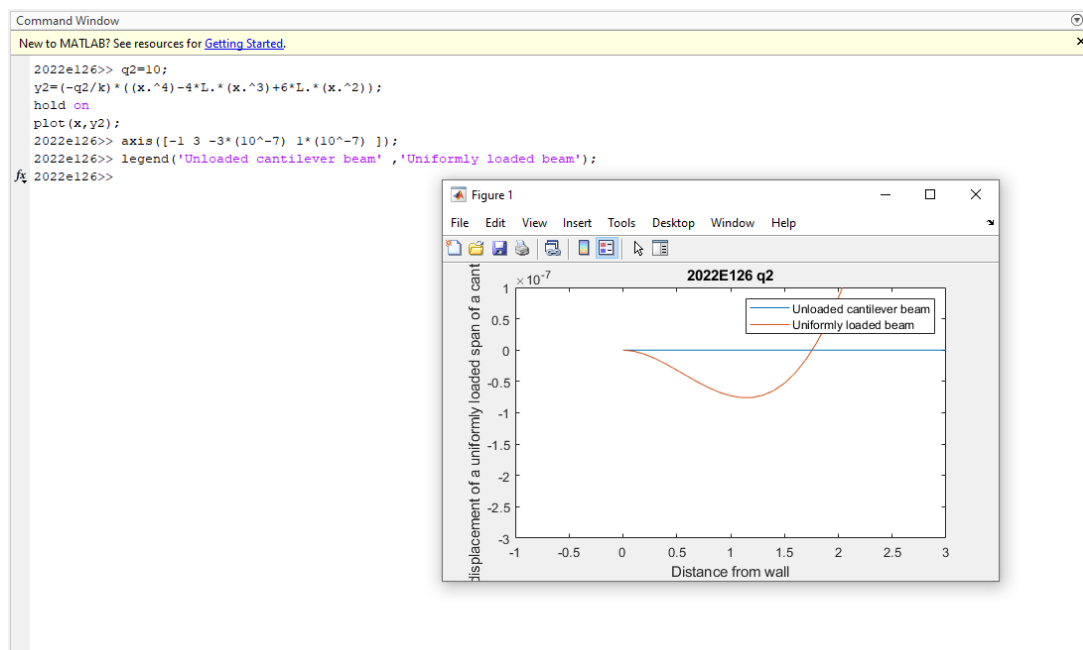 Command Window
New to MATLAB? See resources for Getting Started.
2022e126>> q2=10;
y2=(-q2/k)*((x.^4)-4*L.*(x.^3)+6*L.*(x.^2));
hold on
plot(x,y2);
2022e126>> axis([-1 3 -3*(10^-7) 1*(10^-7) ]);
2022e126>> legend('Unloaded cantilever beam' ,'Uniformly loaded beam');
fx 2022e126>>
Figure 1
File Edit View Insert Tools Desktop Window Help
2022E126 q2
×10^-7
displacement of a uniformly loaded span of a cant
1
0.5
0
-0.5
-1
-1.5
-2
-2.5
-3
Unloaded cantilever beam
Uniformly loaded beam
-1 -0.5 0 0.5 1 1.5 2 2.5 3
Distance from wall